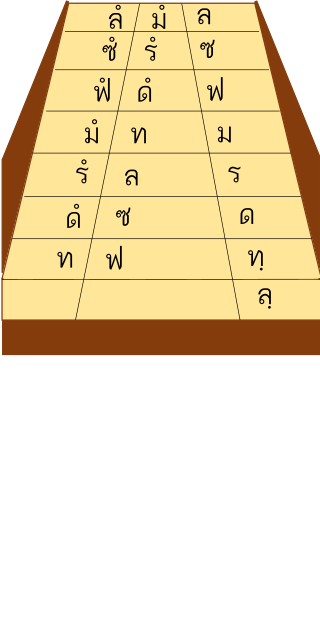 ลํ มํ ล
ซํ รํ ซ
ฟํ ดํ ฟ
มํ ท ม
รํ ล ร
ดํ ซ ด
ท ฟ ทฺ
ลฺ